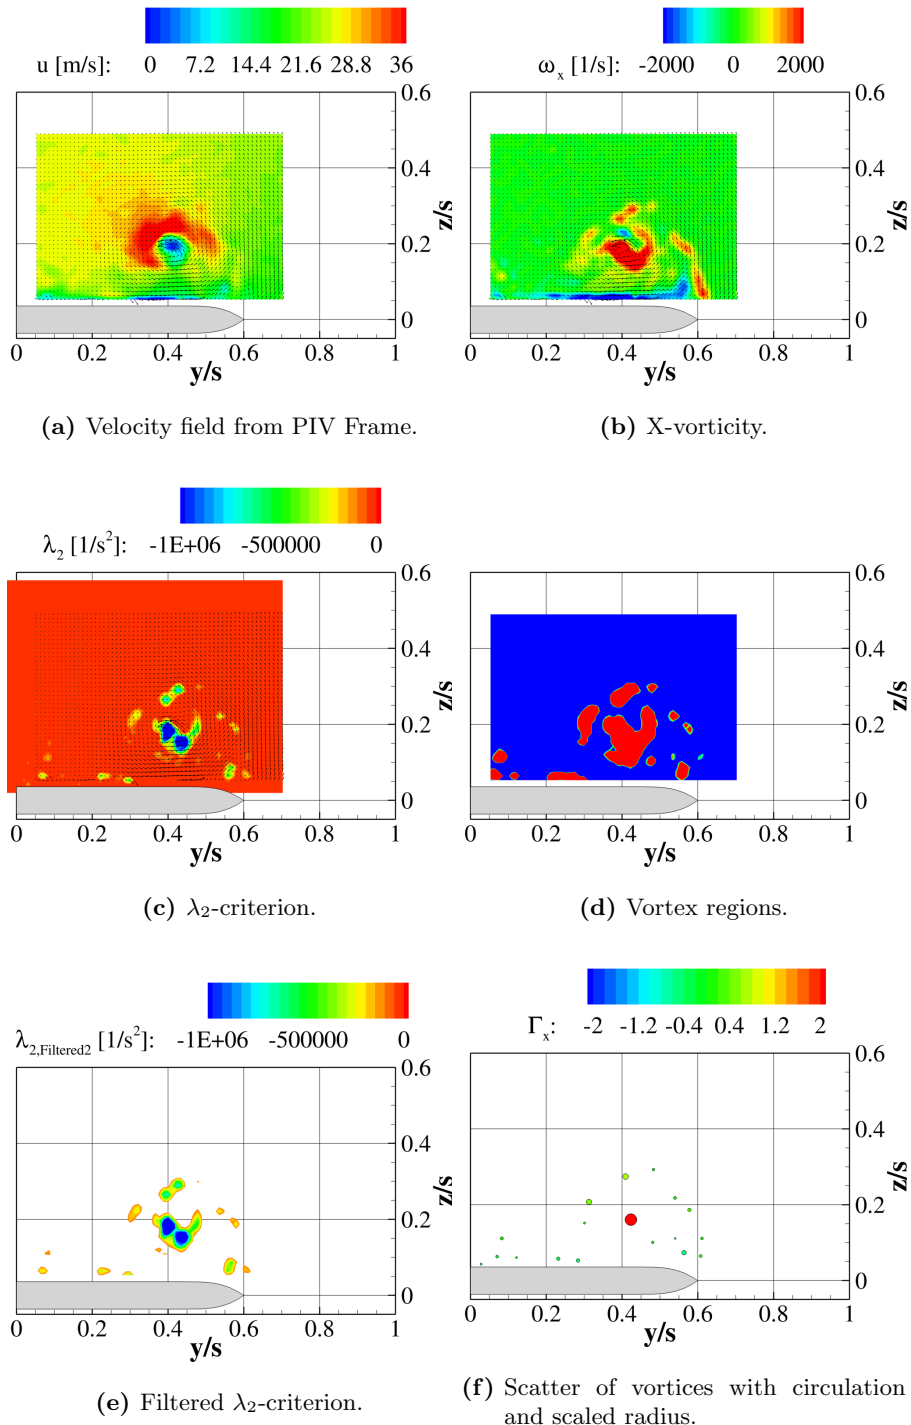 u [m/s]: 0 7.2 14.4 21.6 28.8 36
0.6
0.4
z/s
0.2
0
0 0.2 0.4 0.6 0.8 1
y/s
(a) Velocity field from PIV Frame.
ωx [1/s]: -2000 0 2000
0.6
0.4
z/s
0.2
0
0 0.2 0.4 0.6 0.8 1
y/s
(b) X-vorticity.
λ2 [1/s²]: -1E+06 -500000 0
0.6
0.4
z/s
0.2
0
0 0.2 0.4 0.6 0.8 1
y/s
(c) λ2-criterion.
0.6
0.4
z/s
0.2
0
0 0.2 0.4 0.6 0.8 1
y/s
(d) Vortex regions.
λ2,Filtered2 [1/s²]: -1E+06 -500000 0
0.6
0.4
z/s
0.2
0
0 0.2 0.4 0.6 0.8 1
y/s
(e) Filtered λ2-criterion.
Γx: -2 -1.2 -0.4 0.4 1.2 2
0.6
0.4
z/s
0.2
0
0 0.2 0.4 0.6 0.8 1
y/s
(f) Scatter of vortices with circulation
and scaled radius.